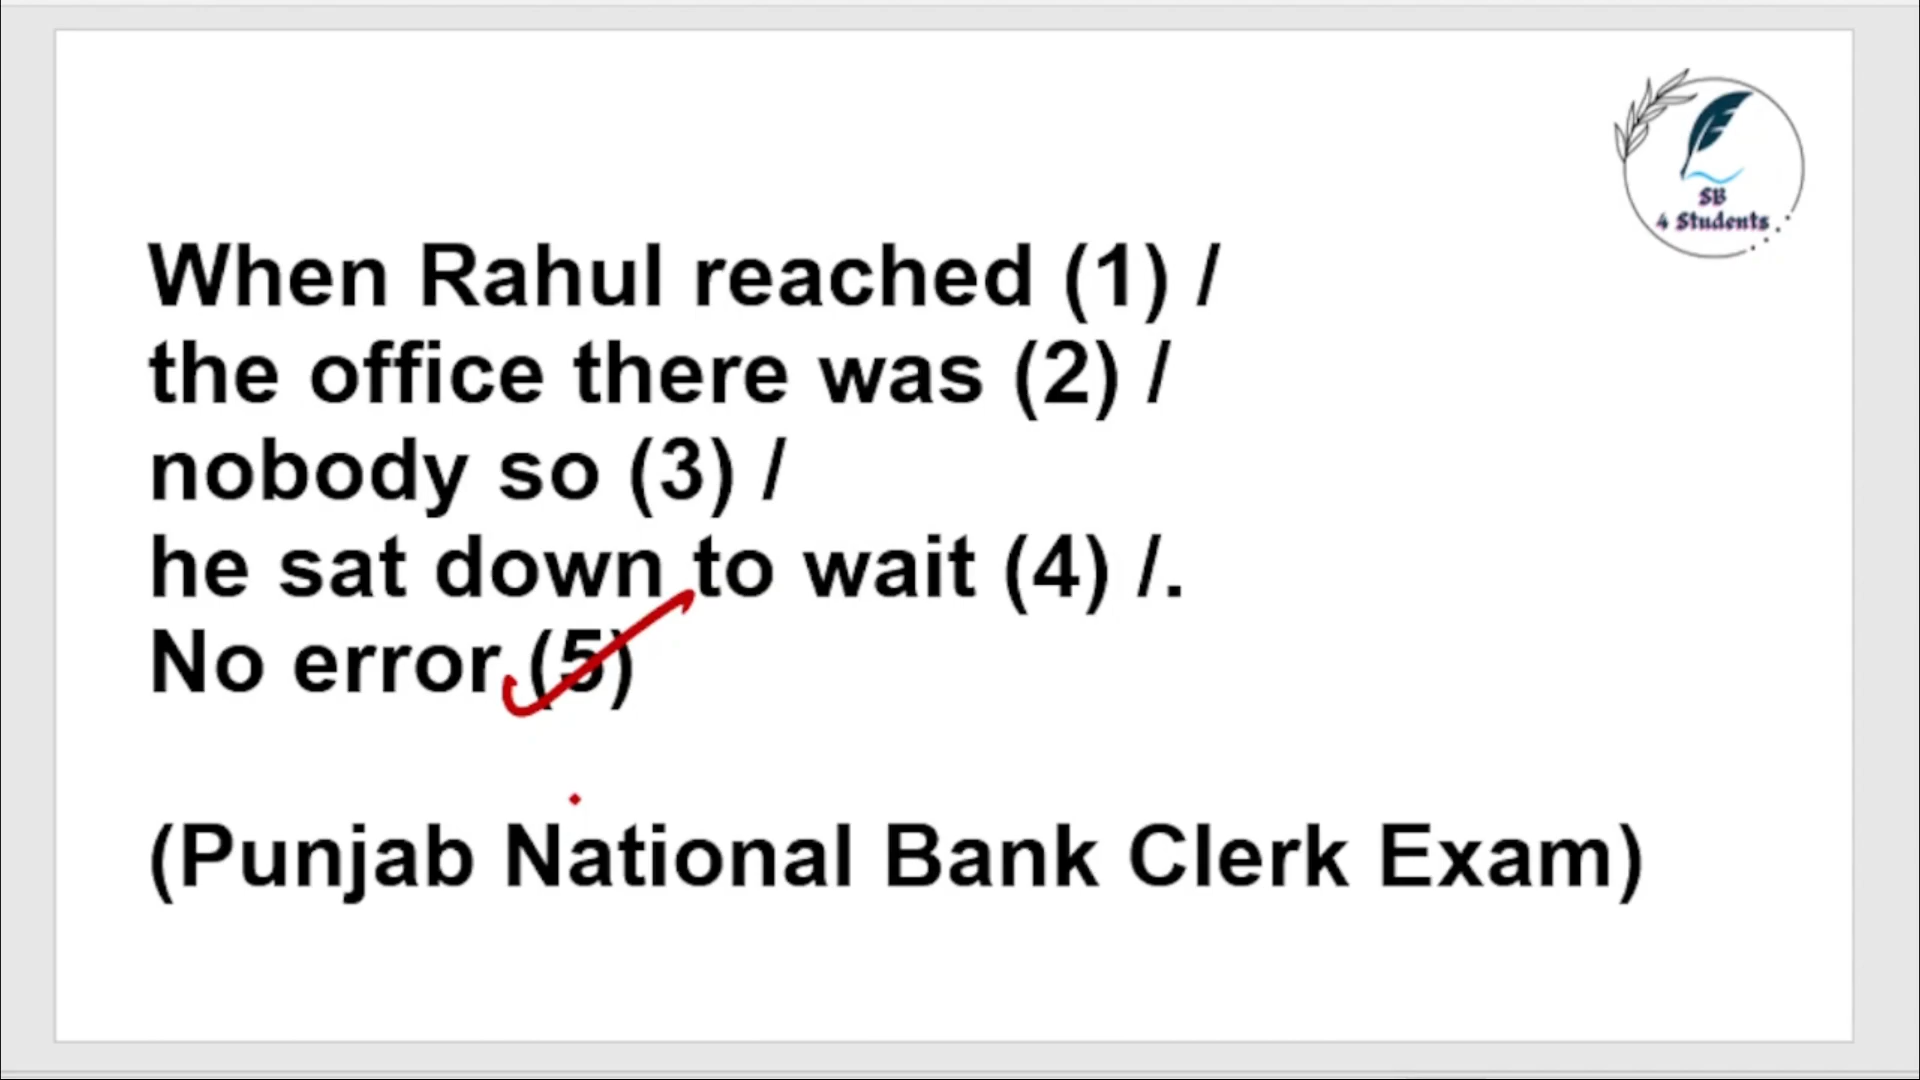 SB
4 Students
When Rahul reached (1) /
the office there was (2) /
nobody so (3) /
he sat down to wait (4) /.
No error (5)
(Punjab National Bank Clerk Exam)